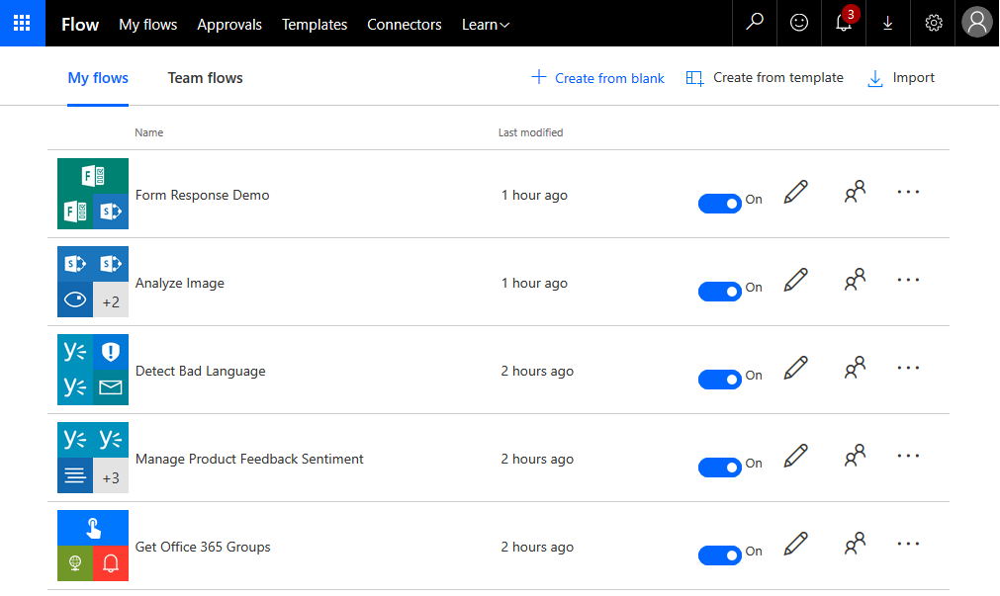 Flow My flows Approvals Templates Connectors Learn 3
My flows Team flows Create from blank Create from template Import
Name Last modified
F
F S
Form Response Demo 1 hour ago On
S S
+2
Analyze Image 1 hour ago On
y
y
Detect Bad Language 2 hours ago On
y y
+3
Manage Product Feedback Sentiment 2 hours ago On
Get Office 365 Groups 2 hours ago On